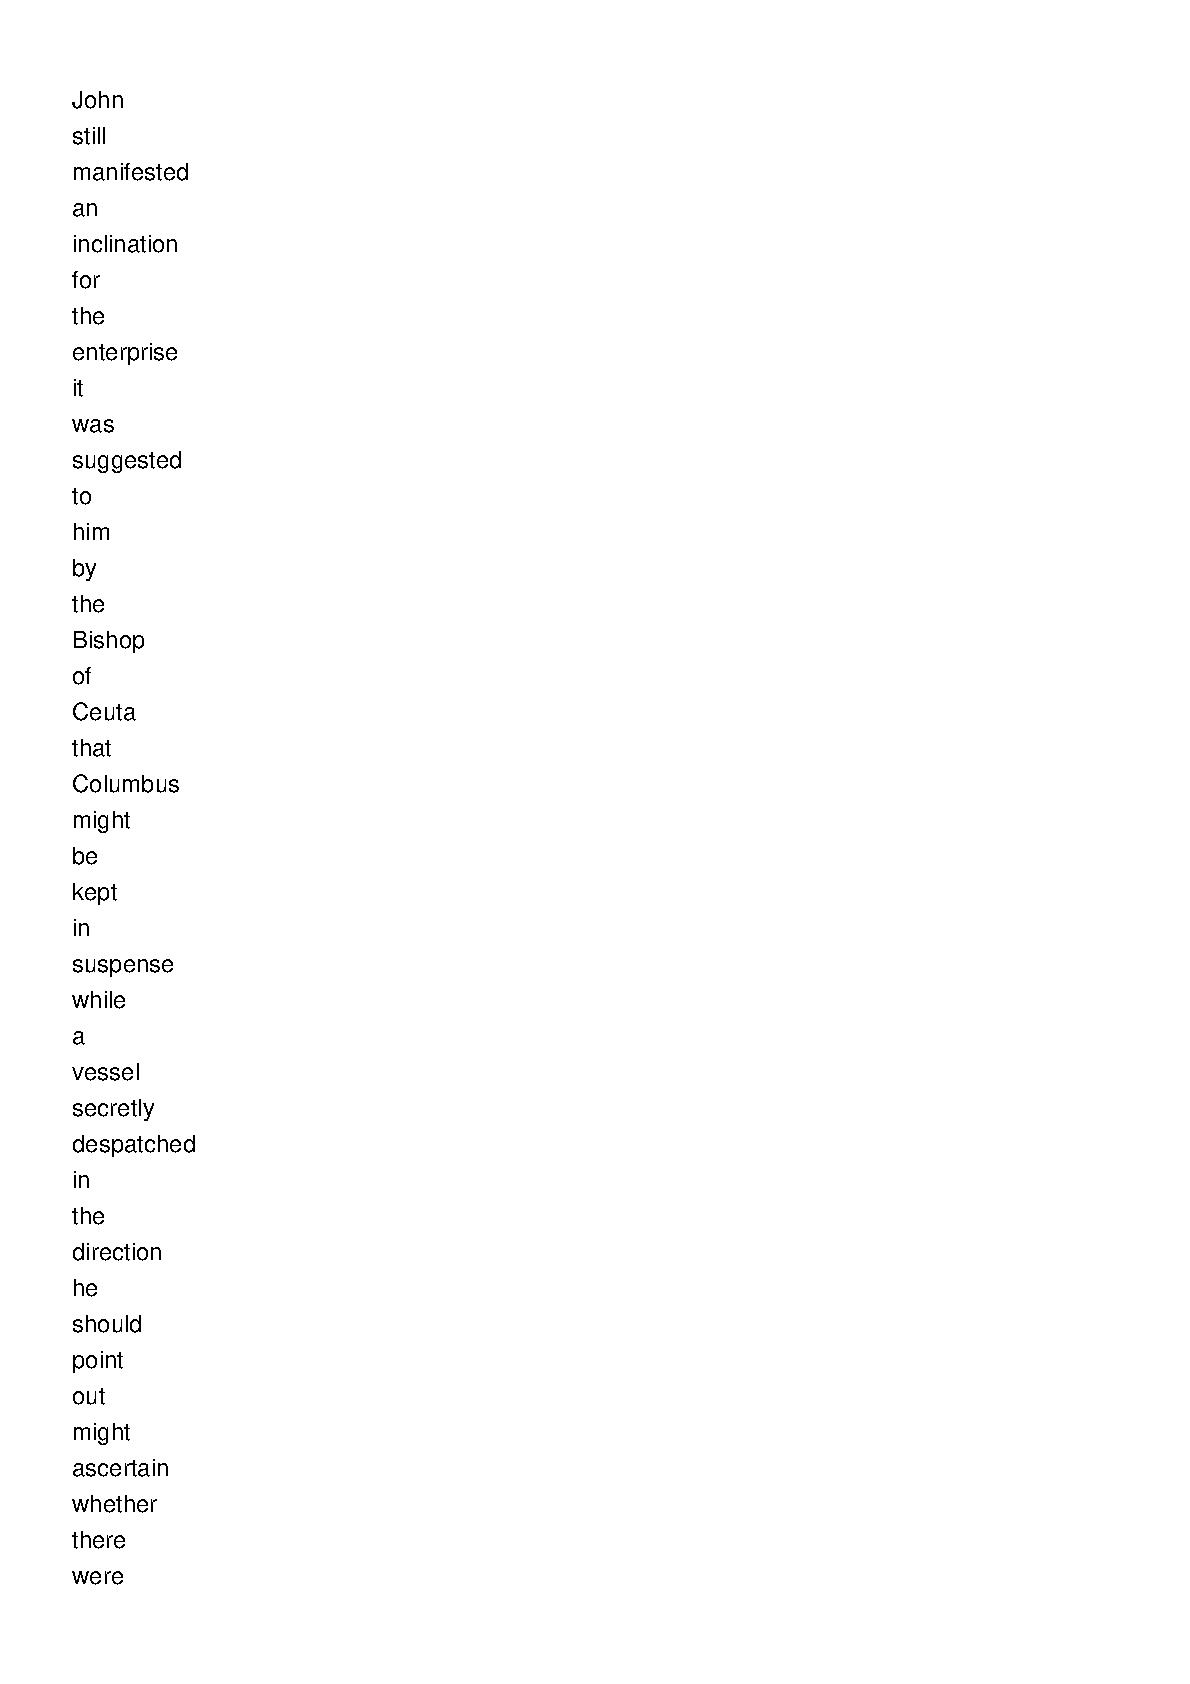 John
still
manifested
an
inclination
for
the
enterprise
it
was
suggested
to
him
by
the
Bishop
of
Ceuta
that
Columbus
might
be
kept
in
suspense
while
a
vessel
secretly
despatched
in
the
direction
he
should
point
out
might
ascertain
whether
there
were